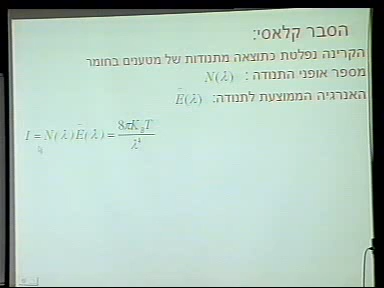 הסבר קלאסי:
הקרינה נפלטת כתוצאה מתנודות של מטענים בחומר
מספר אופני התנודה : N(λ)
האנרגיה הממוצעת לתנודה: Ē(λ)
I = N(λ)Ē(λ) = 8πK_BT / λ⁴